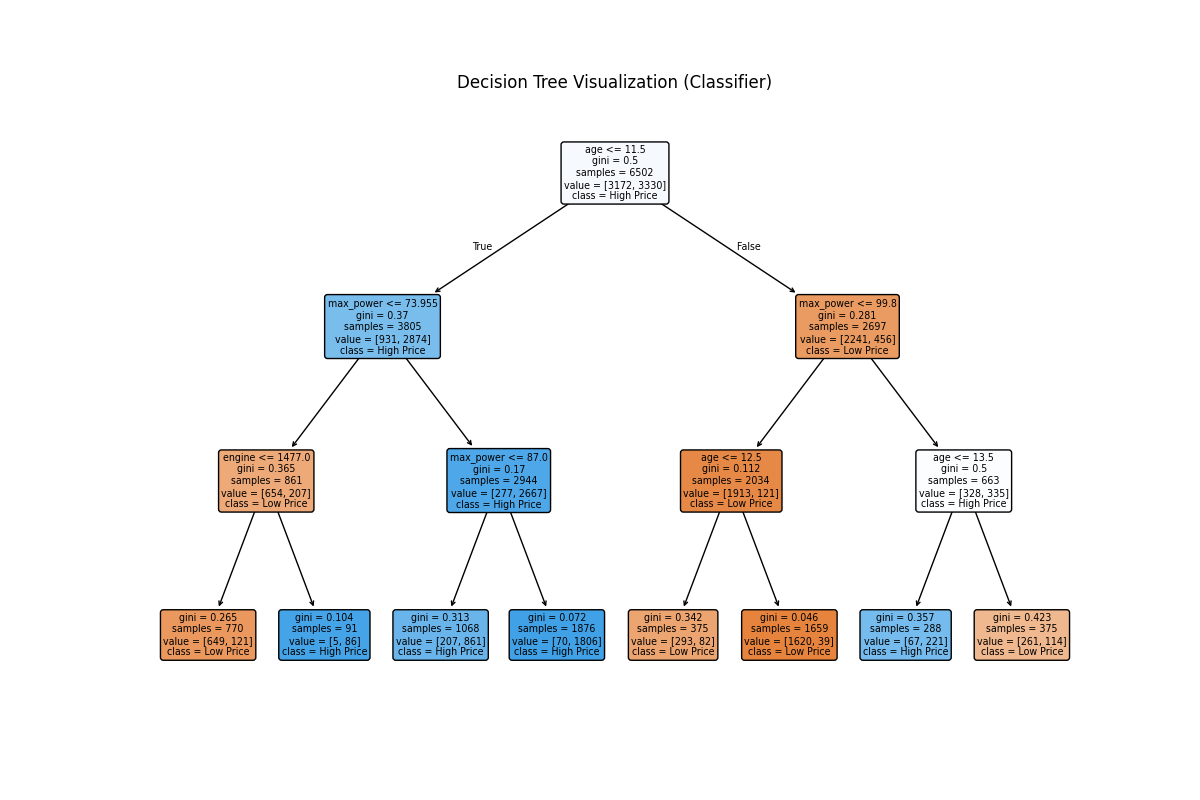 Decision Tree Visualization (Classifier)
age <= 11.5
gini = 0.5
samples = 6502
value = [3172, 3330]
class = High Price
True
False
max_power <= 73.955
gini = 0.37
samples = 3805
value = [931, 2874]
class = High Price
max_power <= 99.8
gini = 0.281
samples = 2697
value = [2241, 456]
class = Low Price
engine <= 1477.0
gini = 0.365
samples = 861
value = [654, 207]
class = Low Price
max_power <= 87.0
gini = 0.17
samples = 2944
value = [277, 2667]
class = High Price
age <= 12.5
gini = 0.112
samples = 2034
value = [1913, 121]
class = Low Price
age <= 13.5
gini = 0.5
samples = 663
value = [328, 335]
class = High Price
gini = 0.265
samples = 770
value = [649, 121]
class = Low Price
gini = 0.104
samples = 91
value = [5, 86]
class = High Price
gini = 0.313
samples = 1068
value = [207, 861]
class = High Price
gini = 0.072
samples = 1876
value = [70, 1806]
class = High Price
gini = 0.342
samples = 375
value = [293, 82]
class = Low Price
gini = 0.046
samples = 1659
value = [1620, 39]
class = Low Price
gini = 0.357
samples = 288
value = [67, 221]
class = High Price
gini = 0.423
samples = 375
value = [261, 114]
class = Low Price